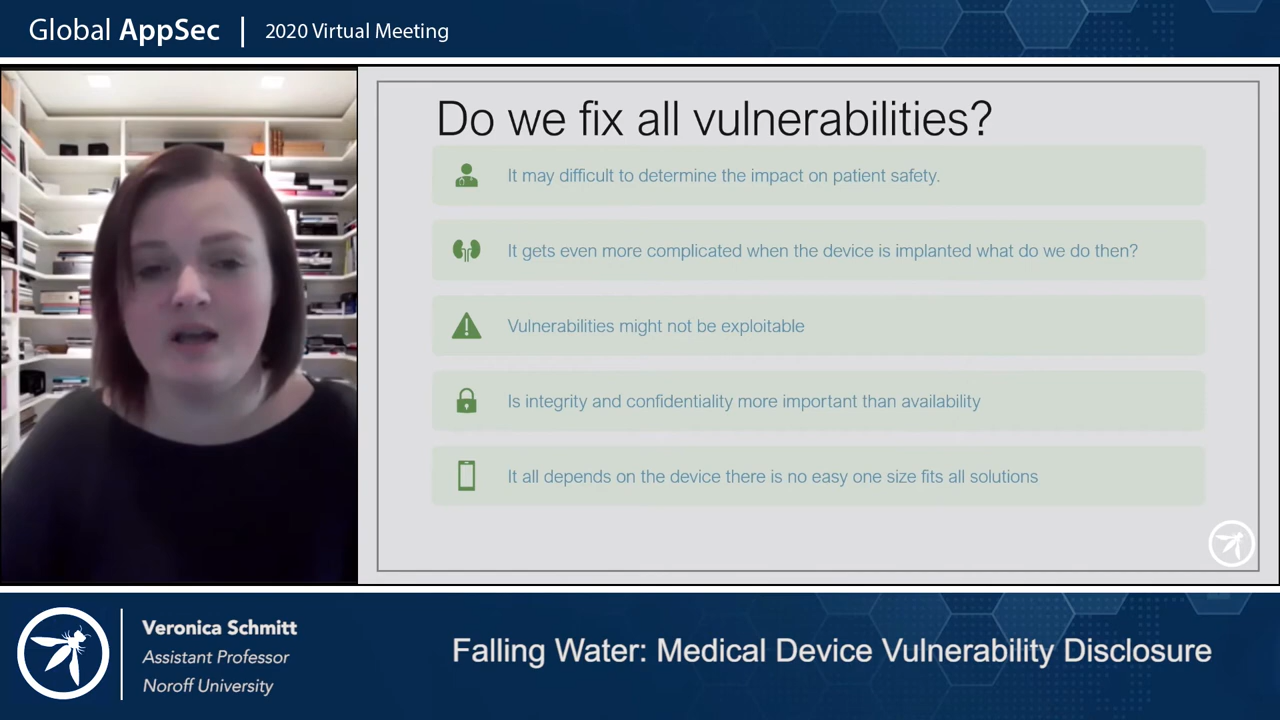 Global AppSec | 2020 Virtual Meeting
Do we fix all vulnerabilities?
It may difficult to determine the impact on patient safety.
It gets even more complicated when the device is implanted what do we do then?
Vulnerabilities might not be exploitable
Is integrity and confidentiality more important than availability
It all depends on the device there is no easy one size fits all solutions
Veronica Schmitt
Assistant Professor
Noroff University
Falling Water: Medical Device Vulnerability Disclosure